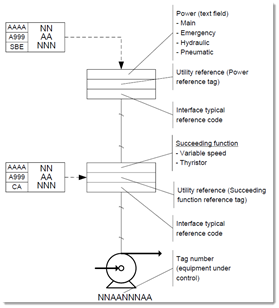 Power (text field)
- Main
- Emergency
- Hydraulic
- Pneumatic
AAAA
NN
A999
AA
SBE
NNN
Utility reference (Power
reference tag)
Interface typical
reference code
Succeeding function
- Variable speed
- Thyristor
AAAA
NN
A999
AA
CA
NNN
Utility reference (Succeeding
function reference tag)
Interface typical
reference code
Tag number
(equipment under
control)
NNAANNNAA